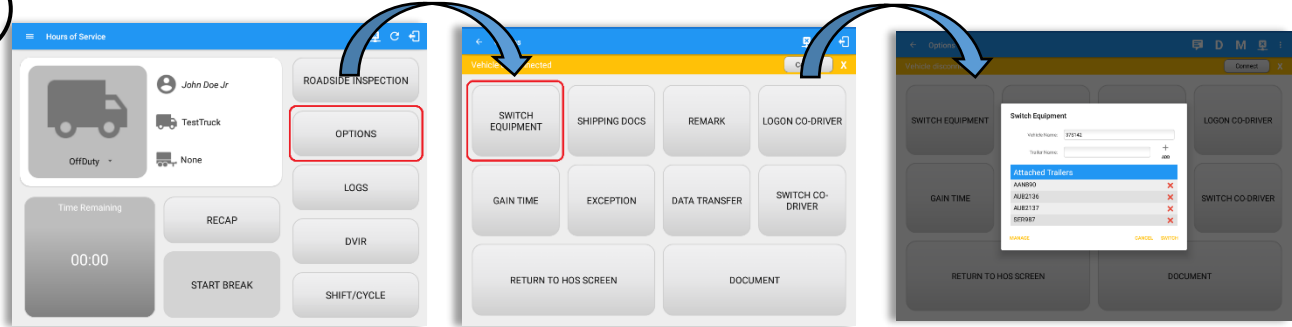 Hours of Service
John Doe Jr
TestTruck
None
OffDuty
Time Remaining
00:00
RECAP
START BREAK
ROADSIDE INSPECTION
OPTIONS
LOGS
DVIR
SHIFT/CYCLE
X
SWITCH
EQUIPMENT
SHIPPING DOCS
REMARK
LOGON CO-DRIVER
GAIN TIME
EXCEPTION
DATA TRANSFER
SWITCH CO-
DRIVER
RETURN TO HOS SCREEN
DOCUMENT
Options
D M
Connect
X
SWITCH EQUIPMENT
LOGON CO-DRIVER
GAIN TIME
SWITCH CO-DRIVER
RETURN TO HOS SCREEN
DOCUMENT
Switch Equipment
Vehicle Name: 373142
Trailer Name:
ADD
Attached Trailers
AAN890
AUB2136
AUB2137
SER987
MANAGE
CANCEL SWITCH